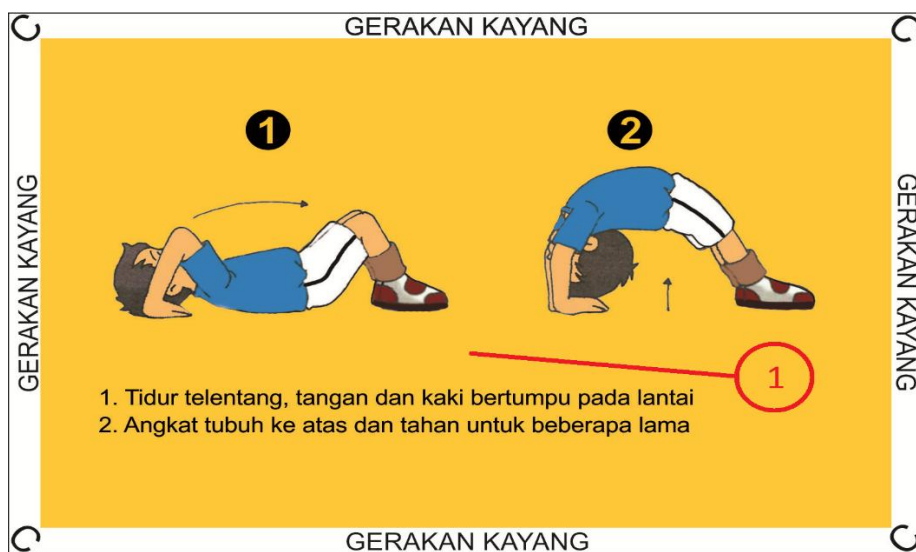 GERAKAN KAYANG
GERAKAN KAYANG
GERAKAN KAYANG
1
2
1
1. Tidur telentang, tangan dan kaki bertumpu pada lantai
2. Angkat tubuh ke atas dan tahan untuk beberapa lama
GERAKAN KAYANG